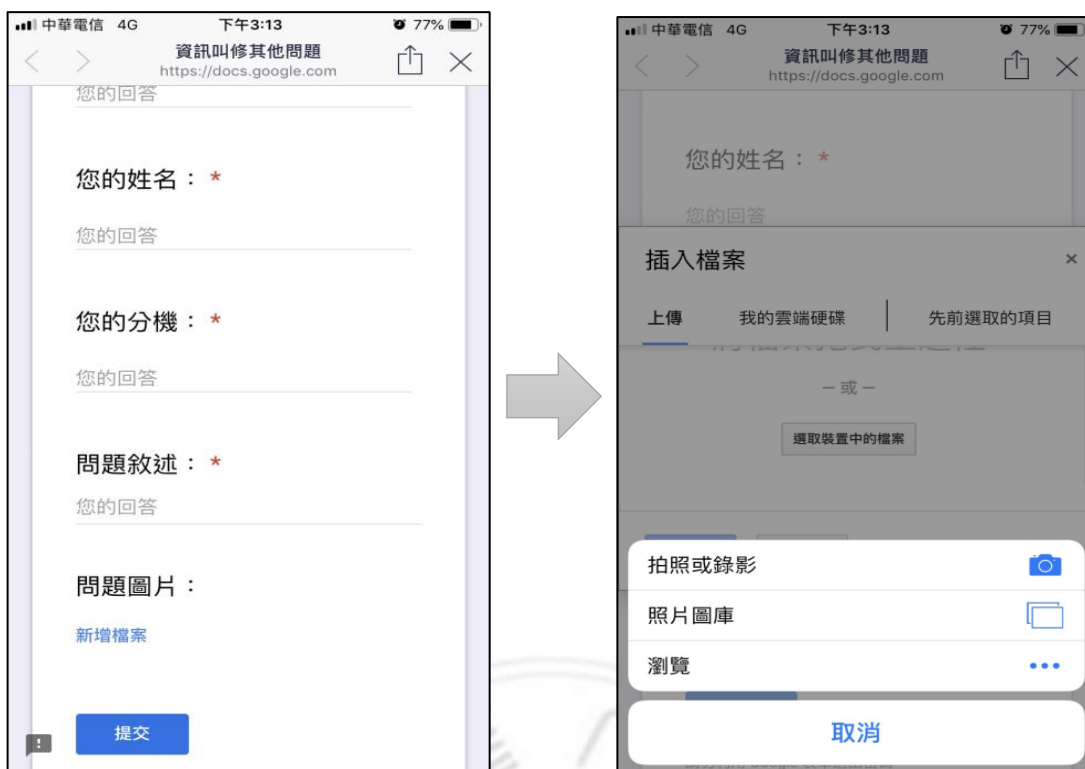 中華電信 4G 下午3:13 77%
資訊叫修其他問題
https://docs.google.com
您的回答
您的姓名： *
您的回答
您的分機： *
您的回答
問題敘述： *
您的回答
問題圖片：
新增檔案
提交
中華電信 4G 下午3:13 77%
資訊叫修其他問題
https://docs.google.com
您的姓名： *
您的回答
插入檔案
上傳 我的雲端硬碟 先前選取的項目
— 或 —
選取裝置中的檔案
拍照或錄影
照片圖庫
瀏覽
取消